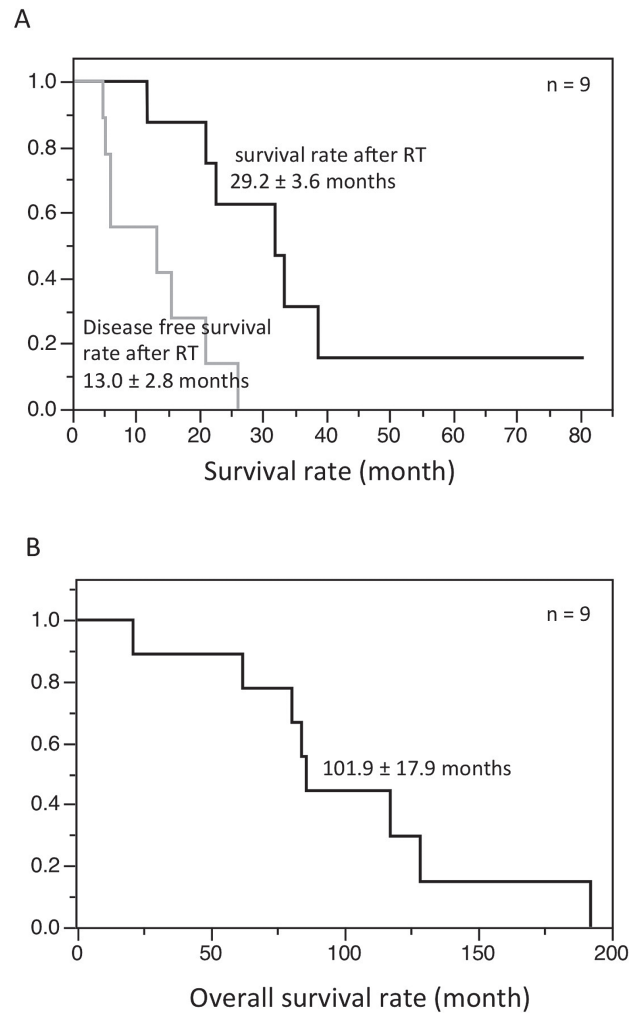 A
n = 9
1.0
0.8
0.6
0.4
0.2
0.0
survival rate after RT
29.2 ± 3.6 months
Disease free survival
rate after RT
13.0 ± 2.8 months
0 10 20 30 40 50 60 70 80
Survival rate (month)
B
n = 9
1.0
0.8
0.6
0.4
0.2
0.0
101.9 ± 17.9 months
0 50 100 150 200
Overall survival rate (month)